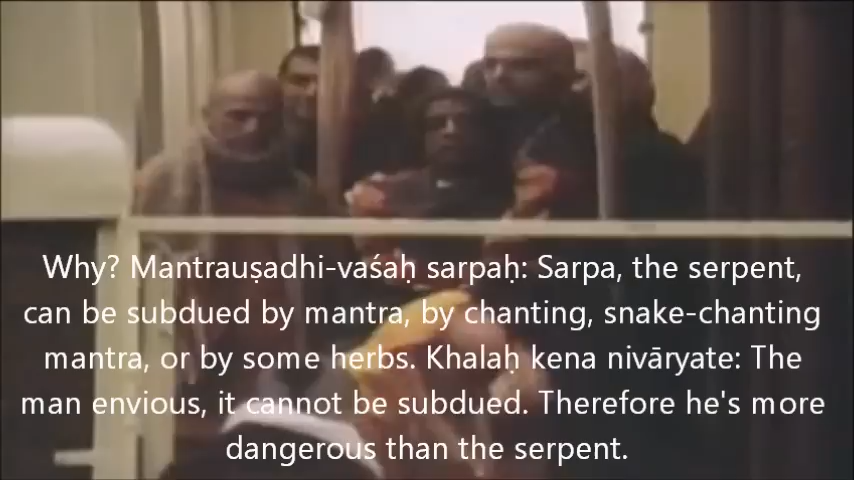 Why? Mantrauṣadhi-vaśaḥ sarpaḥ: Sarpa, the serpent,
can be subdued by mantra, by chanting, snake-chanting
mantra, or by some herbs. Khalaḥ kena nivāryate: The
man envious, it cannot be subdued. Therefore he's more
dangerous than the serpent.